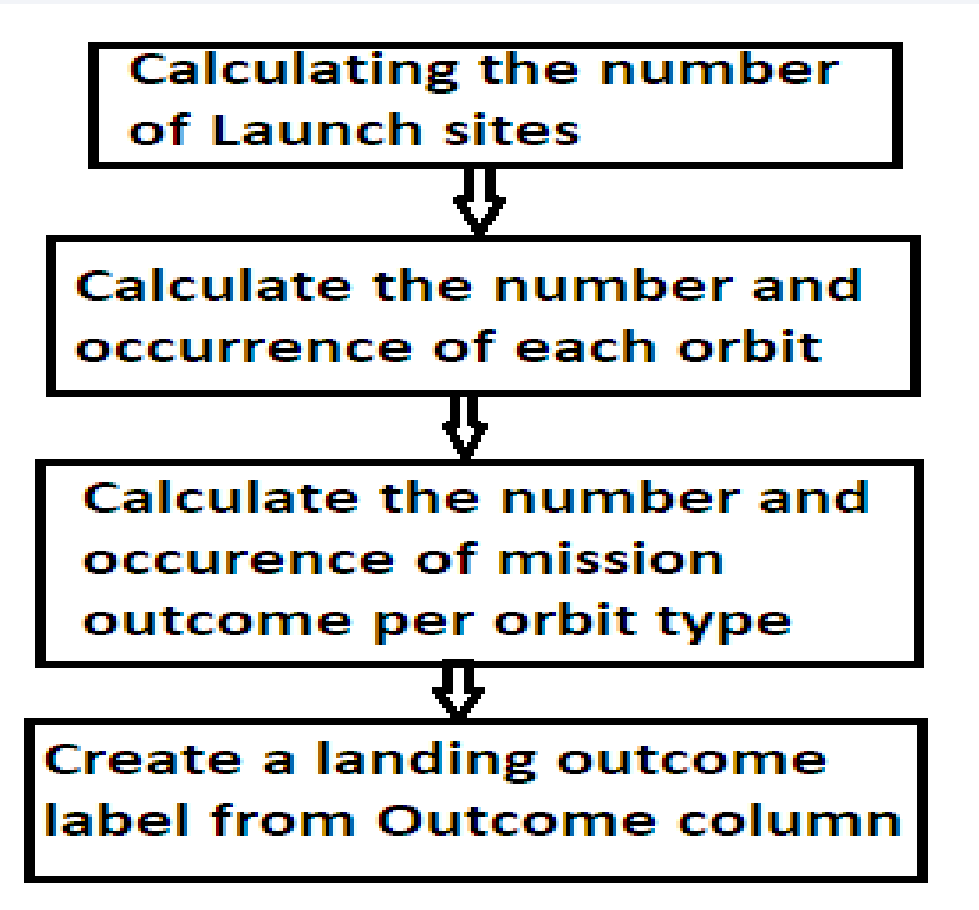 Calculating the number
of Launch sites
Calculate the number and
occurrence of each orbit
Calculate the number and
occurence of mission
outcome per orbit type
Create a landing outcome
label from Outcome column